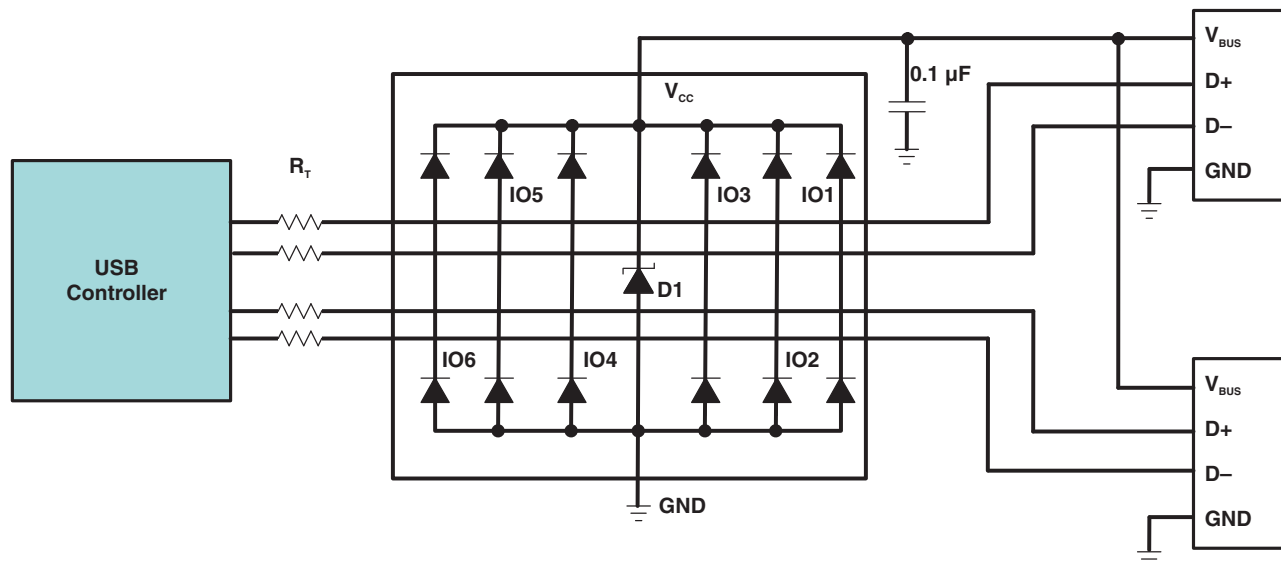 V_BUS
0.1 µF
D+
V_CC
D–
R_T
IO5
IO3
IO1
GND
USB
Controller
D1
IO6
IO4
IO2
V_BUS
D+
D–
GND
GND